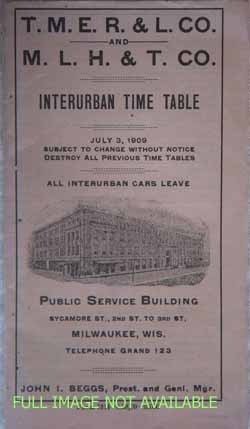 T. M. E. R. & L. CO.
AND
M. L. H. & T. CO.
INTERURBAN TIME TABLE
JULY 3, 1909
SUBJECT TO CHANGE WITHOUT NOTICE
DESTROY ALL PREVIOUS TIME TABLES
ALL INTERURBAN CARS LEAVE
PUBLIC SERVICE BUILDING
SYCAMORE ST., 2ND ST. TO 3RD ST.
MILWAUKEE, WIS.
TELEPHONE GRAND 123
JOHN I. BEGGS, Prest. and Genl. Mgr.
FULL IMAGE NOT AVAILABLE